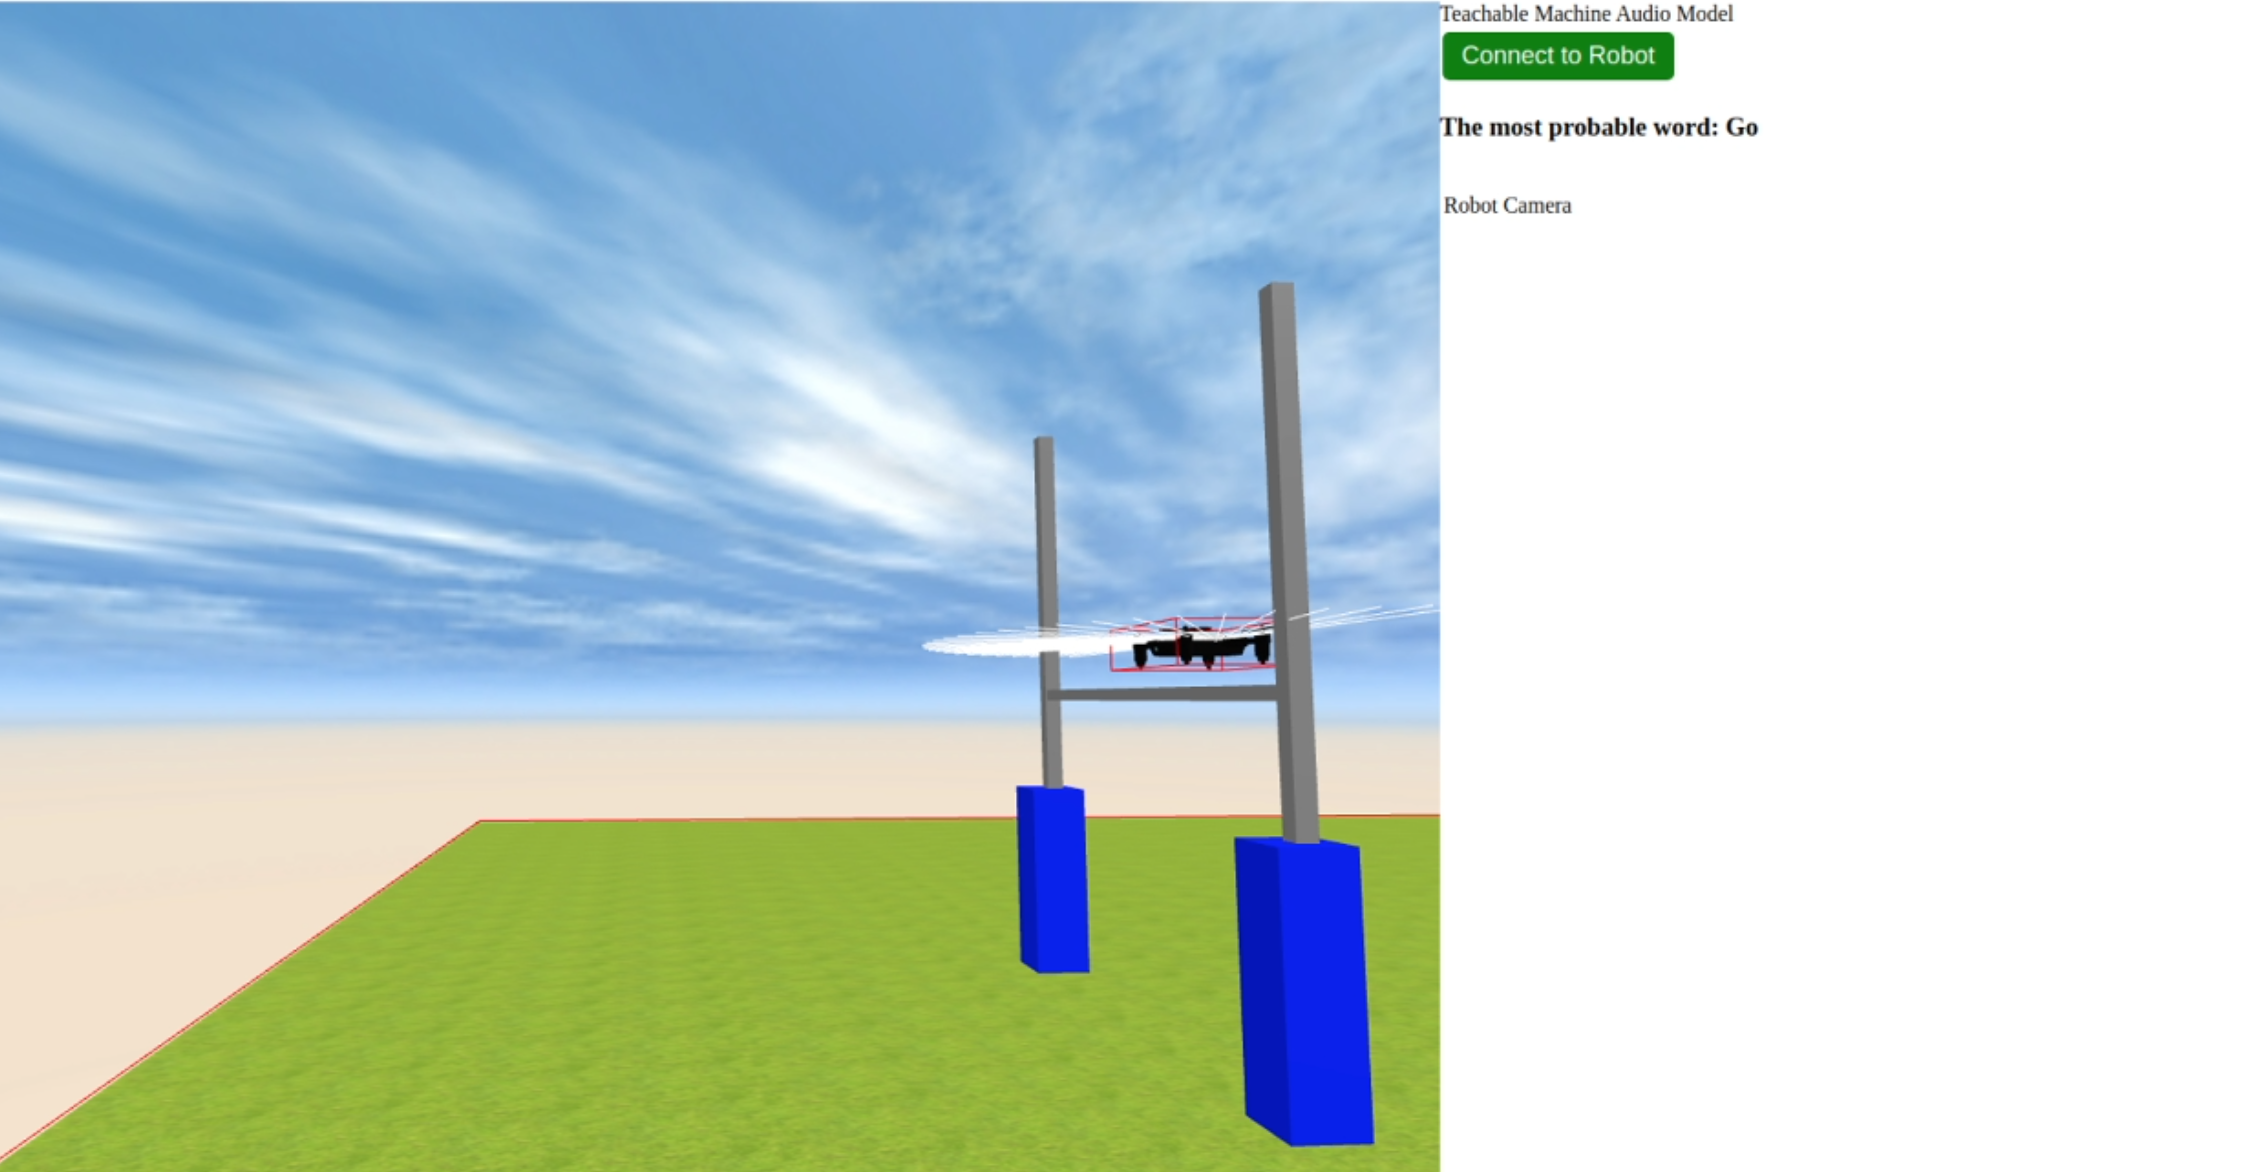 Teachable Machine Audio Model
Connect to Robot
The most probable word: Go
Robot Camera